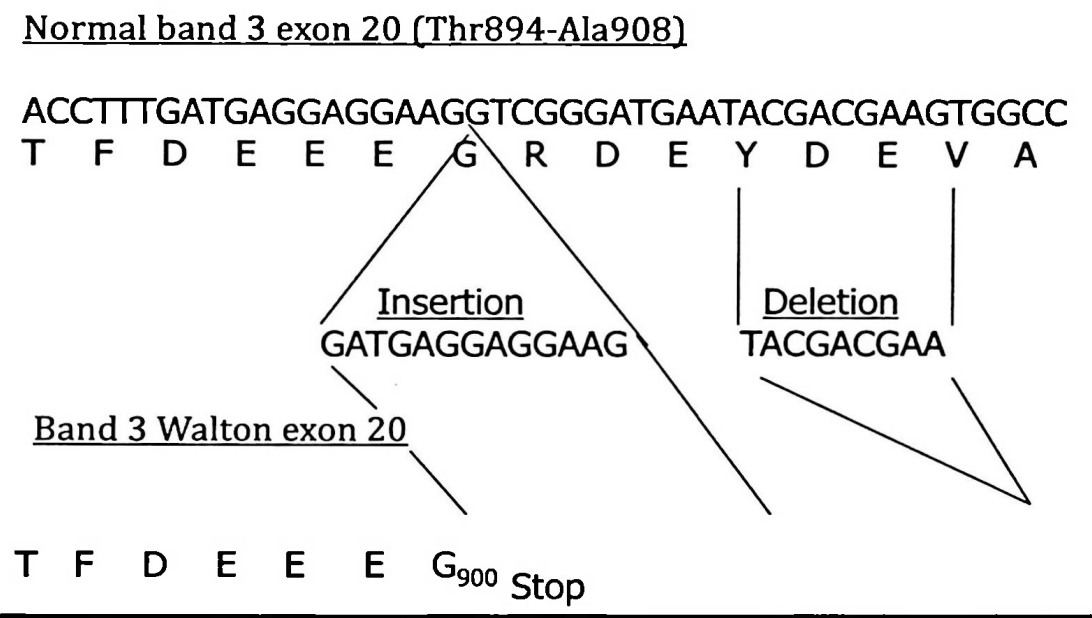 Normal band 3 exon 20 (Thr894-Ala908)
ACCTTTGATGAGGAGGAAGGTCGGGATGAATACGACGAAGTGGCC
T F D E E E G R D E Y D E V A
Insertion Deletion
GATGAGGAGGAAG TACGACGAA
Band 3 Walton exon 20
T F D E E E G900 Stop